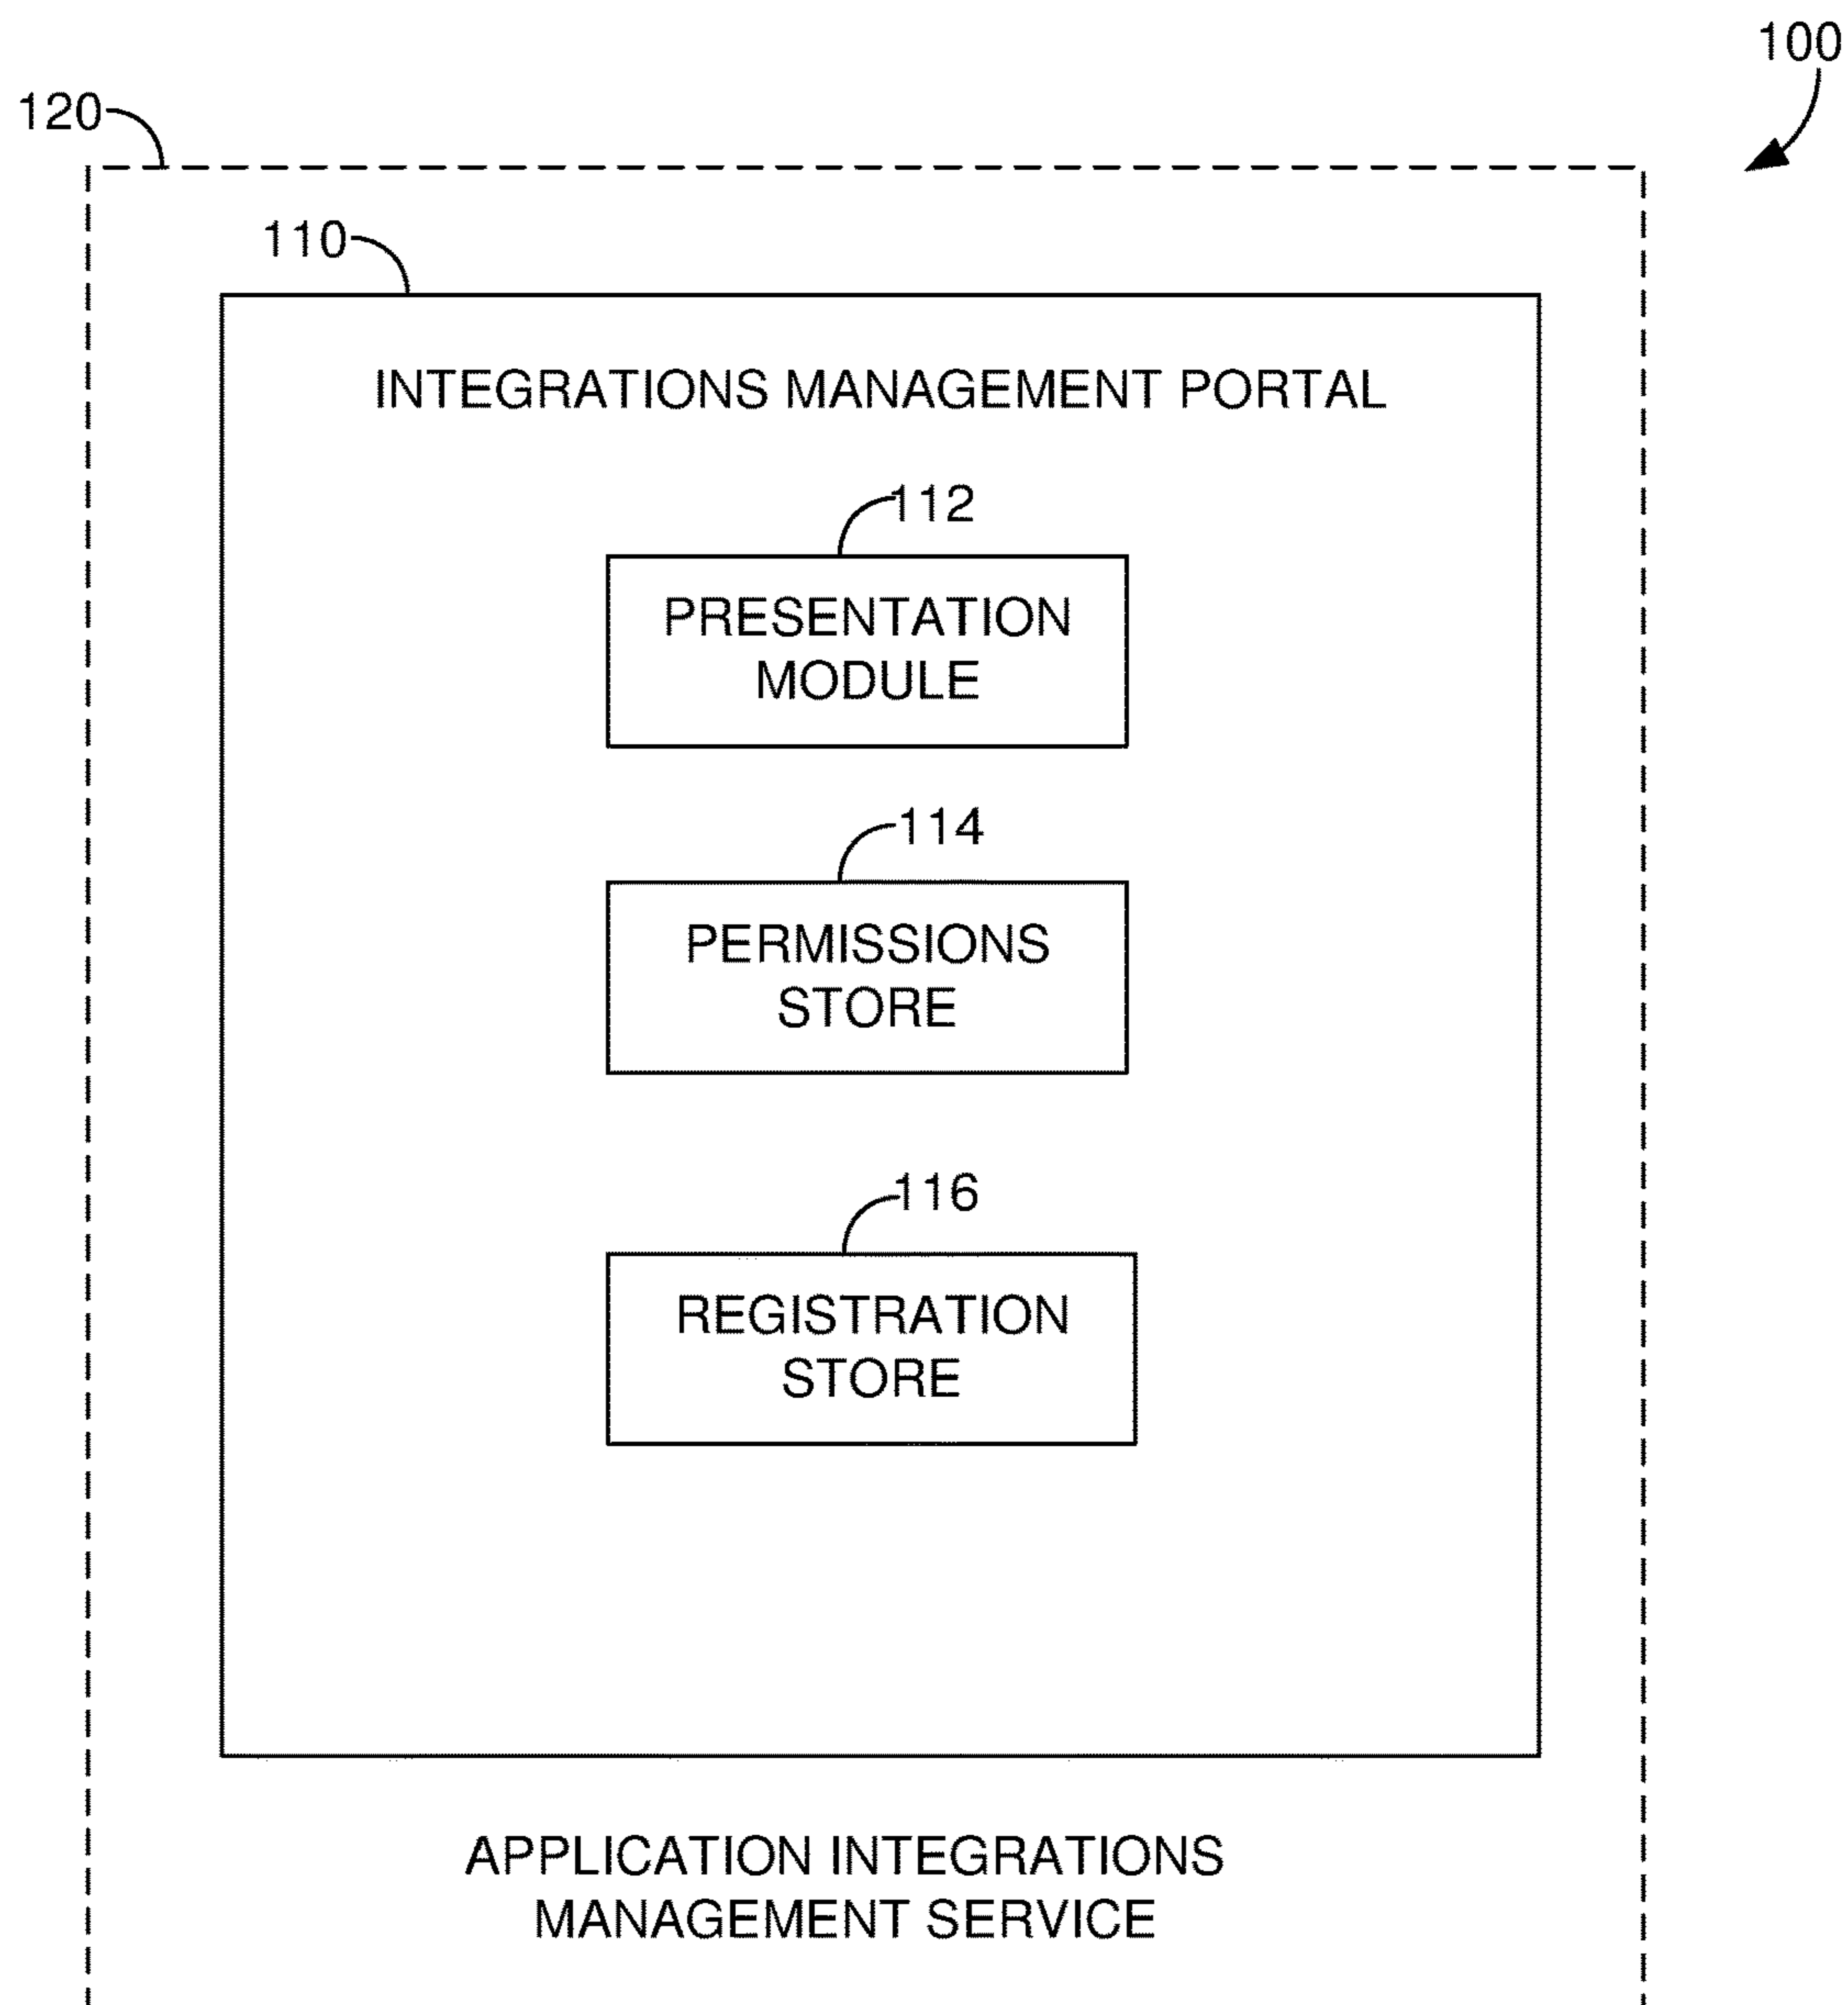 100
120
110
INTEGRATIONS MANAGEMENT PORTAL
112
PRESENTATION
MODULE
114
PERMISSIONS
STORE
116
REGISTRATION
STORE
APPLICATION INTEGRATIONS
MANAGEMENT SERVICE